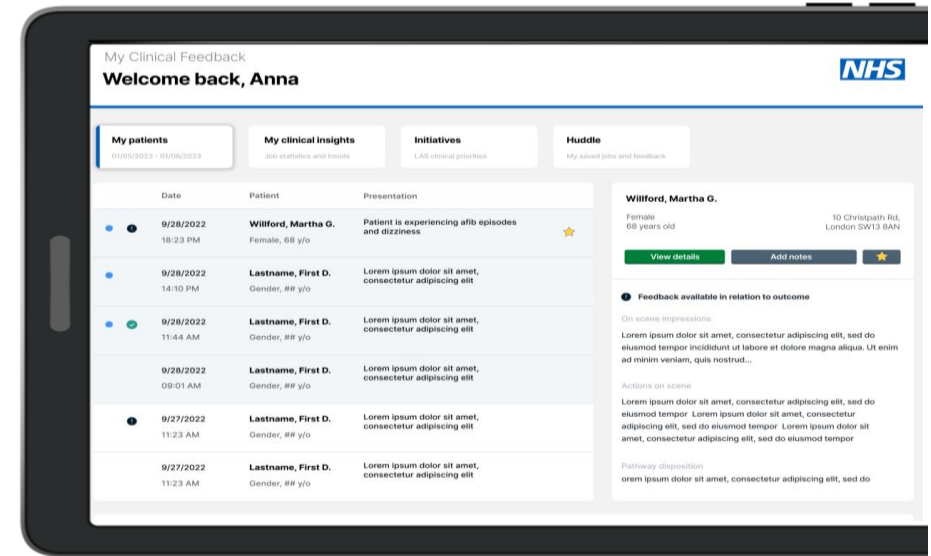 My Clinical Feedback
Welcome back, Anna
NHS
My patients
01/05/2023 - 01/06/2023
My clinical insights
Job statistics and trends
Initiatives
LAS clinical priorities
Huddle
My saved jobs and feedback
Date Patient Presentation
9/28/2022 Willford, Martha G. Patient is experiencing afib episodes
and dizziness
18:23 PM Female, 68 y/o
9/28/2022 Lastname, First D. Lorem ipsum dolor sit amet,
consectetur adipiscing elit
14:10 PM Gender, ## y/o
9/28/2022 Lastname, First D. Lorem ipsum dolor sit amet,
consectetur adipiscing elit
11:44 AM Gender, ## y/o
9/28/2022 Lastname, First D. Lorem ipsum dolor sit amet,
consectetur adipiscing elit
09:01 AM Gender, ## y/o
9/27/2022 Lastname, First D. Lorem ipsum dolor sit amet,
consectetur adipiscing elit
11:23 AM Gender, ## y/o
9/27/2022 Lastname, First D. Lorem ipsum dolor sit amet,
consectetur adipiscing elit
11:23 AM Gender, ## y/o
Willford, Martha G.
Female 10 Christpath Rd,
68 years old London SW13 8AN
View details Add notes
Feedback available in relation to outcome
On scene impressions
Lorem ipsum dolor sit amet, consectetur adipiscing elit, sed do
eiusmod tempor incididunt ut labore et dolore magna aliqua. Ut enim
ad minim veniam, quis nostrud...
Actions on scene
Lorem ipsum dolor sit amet, consectetur adipiscing elit, sed do
eiusmod tempor Lorem ipsum dolor sit amet, consectetur
adipiscing elit, sed do eiusmod tempor Lorem ipsum dolor sit
amet, consectetur adipiscing elit, sed do eiusmod tempor
Pathway disposition
orem ipsum dolor sit amet, consectetur adipiscing elit, sed do